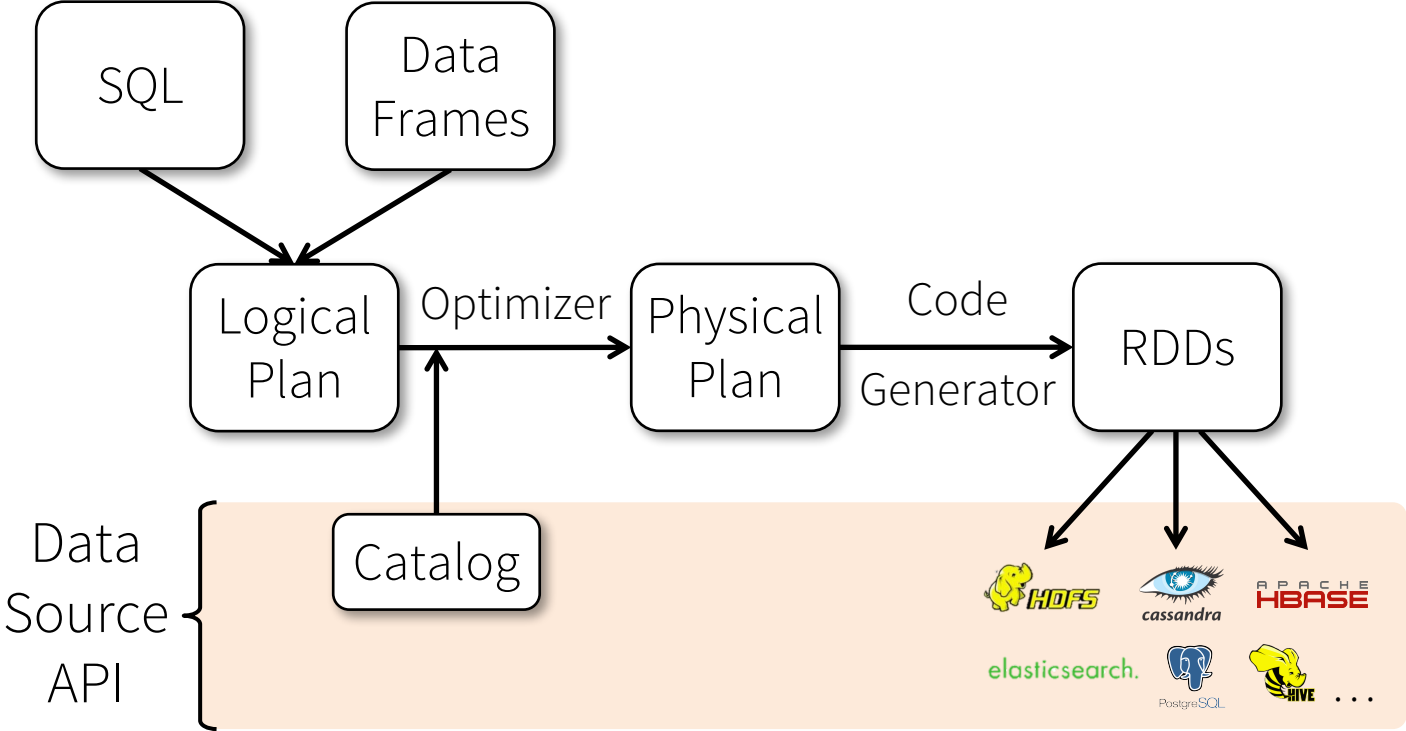 SQL
Data
Frames
Logical
Plan
Optimizer
Physical
Plan
Code
Generator
RDDs
Data
Source
API
Catalog
HDFS
cassandra
APACHE
HBASE
elasticsearch.
PostgreSQL
HIVE
...